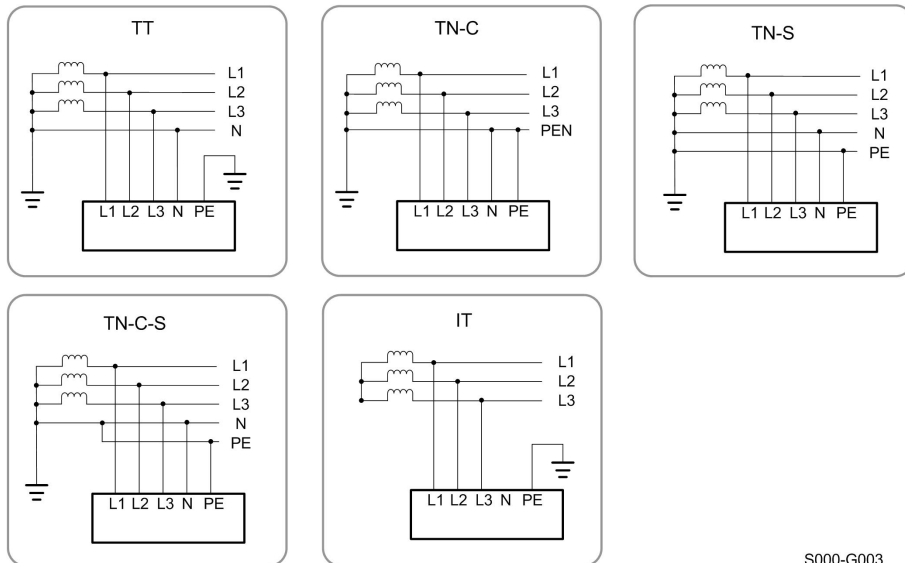 TT
L1
L2
L3
N
L1 L2 L3 N PE
TN-C
L1
L2
L3
PEN
L1 L2 L3 N PE
TN-S
L1
L2
L3
N
PE
L1 L2 L3 N PE
TN-C-S
L1
L2
L3
N
PE
L1 L2 L3 N PE
IT
L1
L2
L3
L1 L2 L3 N PE
S000-G003